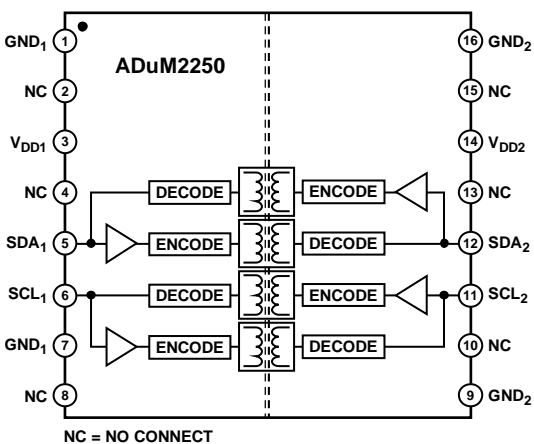 GND1 1 16 GND2
ADuM2250
NC 2 15 NC
VDD1 3 14 VDD2
NC 4 DECODE ENCODE 13 NC
SDA1 5 ENCODE DECODE 12 SDA2
SCL1 6 DECODE ENCODE 11 SCL2
GND1 7 ENCODE DECODE 10 NC
NC 8 9 GND2
NC = NO CONNECT